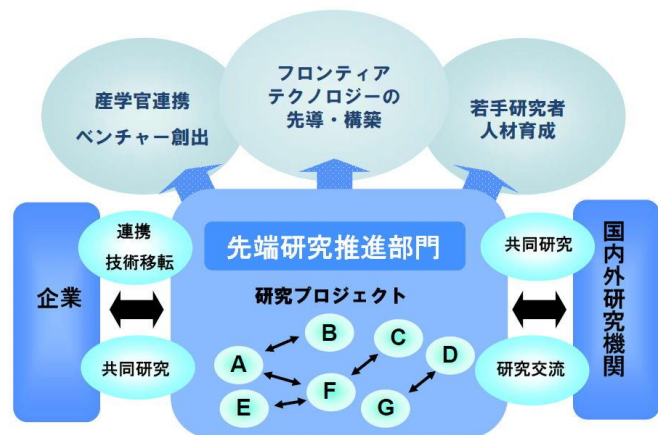 フロンティア
テクノロジーの
先導・構築
産学官連携
ベンチャー創出
若手研究者
人材育成
先端研究推進部門
研究プロジェクト
企業
連携
技術移転
共同研究
共同研究
研究交流
国内外研究機関
A
B
C
D
E
F
G